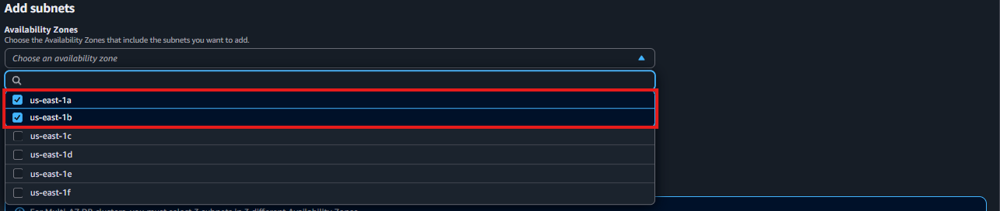 Add subnets
Availability Zones
Choose the Availability Zones that include the subnets you want to add.
Choose an availability zone
us-east-1a
us-east-1b
us-east-1c
us-east-1d
us-east-1e
us-east-1f
For Multi-AZ DB clusters, you must select 3 subnets in 3 different Availability Zones